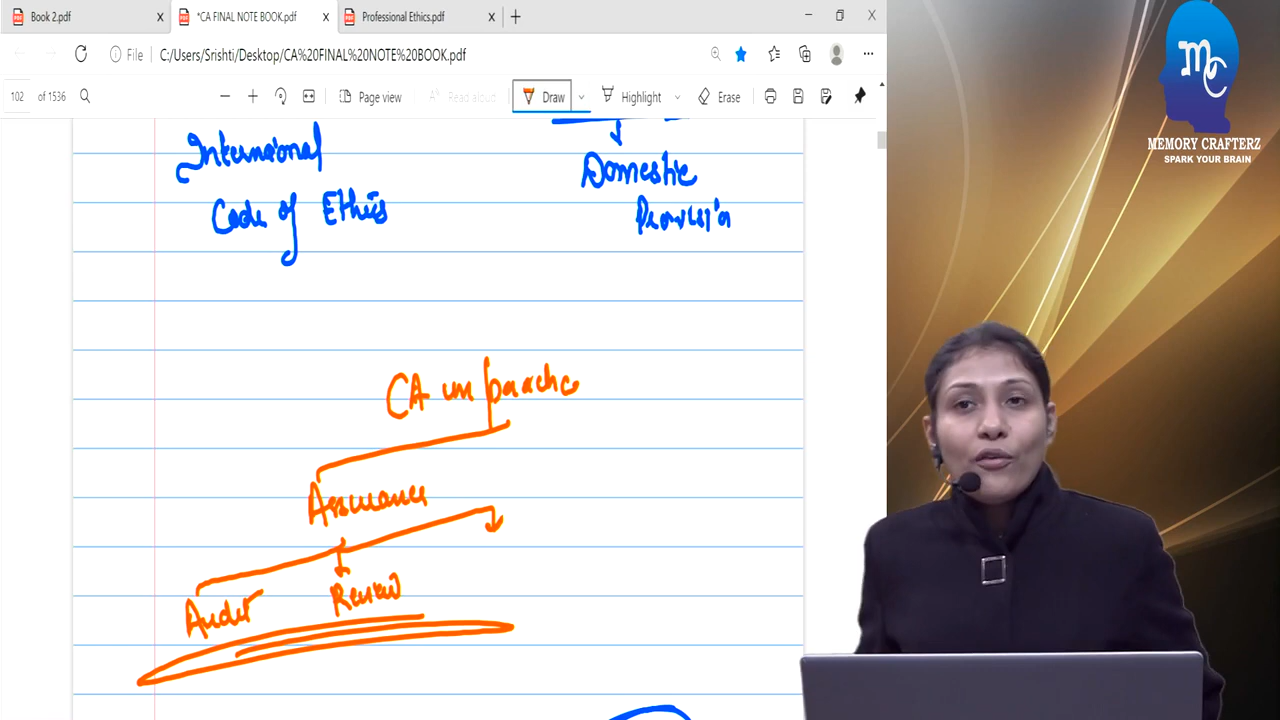 Book 2.pdf
*CA FINAL NOTE BOOK.pdf
Professional Ethics.pdf
File
C:/Users/Srishti/Desktop/CA%20FINAL%20NOTE%20BOOK.pdf
102 of 1536
Page view
Read aloud
Draw
Highlight
Erase
MC
MEMORY CRAFTERZ
SPARK YOUR BRAIN
International
Code of Ethics
Domestic
Provision
CA in practice
Assurance
Audit
Review